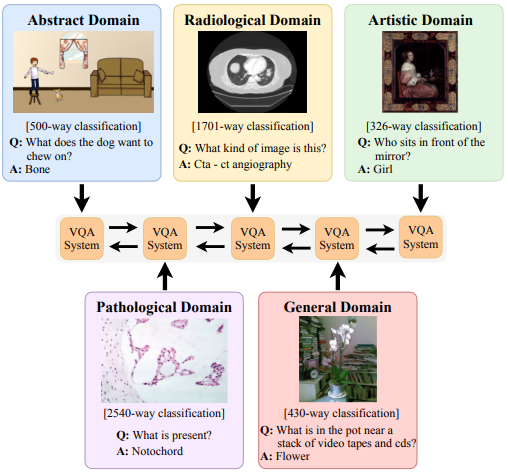 Abstract Domain
[500-way classification]
Q: What does the dog want to
chew on?
A: Bone
Radiological Domain
[1701-way classification]
Q: What kind of image is this?
A: Cta - ct angiography
Artistic Domain
[326-way classification]
Q: Who sits in front of the
mirror?
A: Girl
VQA
System
VQA
System
VQA
System
VQA
System
VQA
System
Pathological Domain
[2540-way classification]
Q: What is present?
A: Notochord
General Domain
[430-way classification]
Q: What is in the pot near a
stack of video tapes and cds?
A: Flower